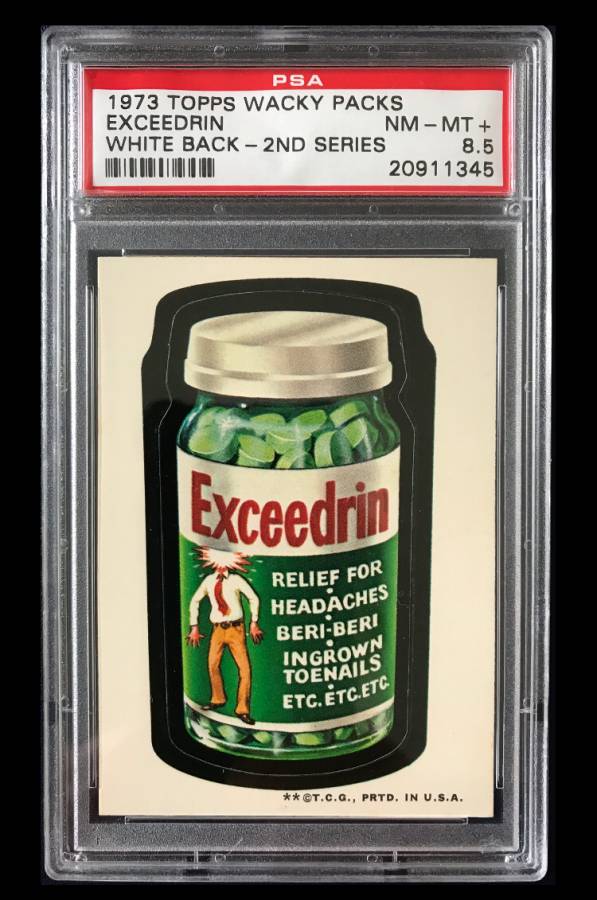 PSA
1973 TOPPS WACKY PACKS
EXCEEDRIN NM – MT +
WHITE BACK – 2ND SERIES 8.5
20911345
Exceedrin
RELIEF FOR
HEADACHES
BERI-BERI
INGROWN
TOENAILS
ETC. ETC. ETC.
**©T.C.G., PRTD. IN U.S.A.